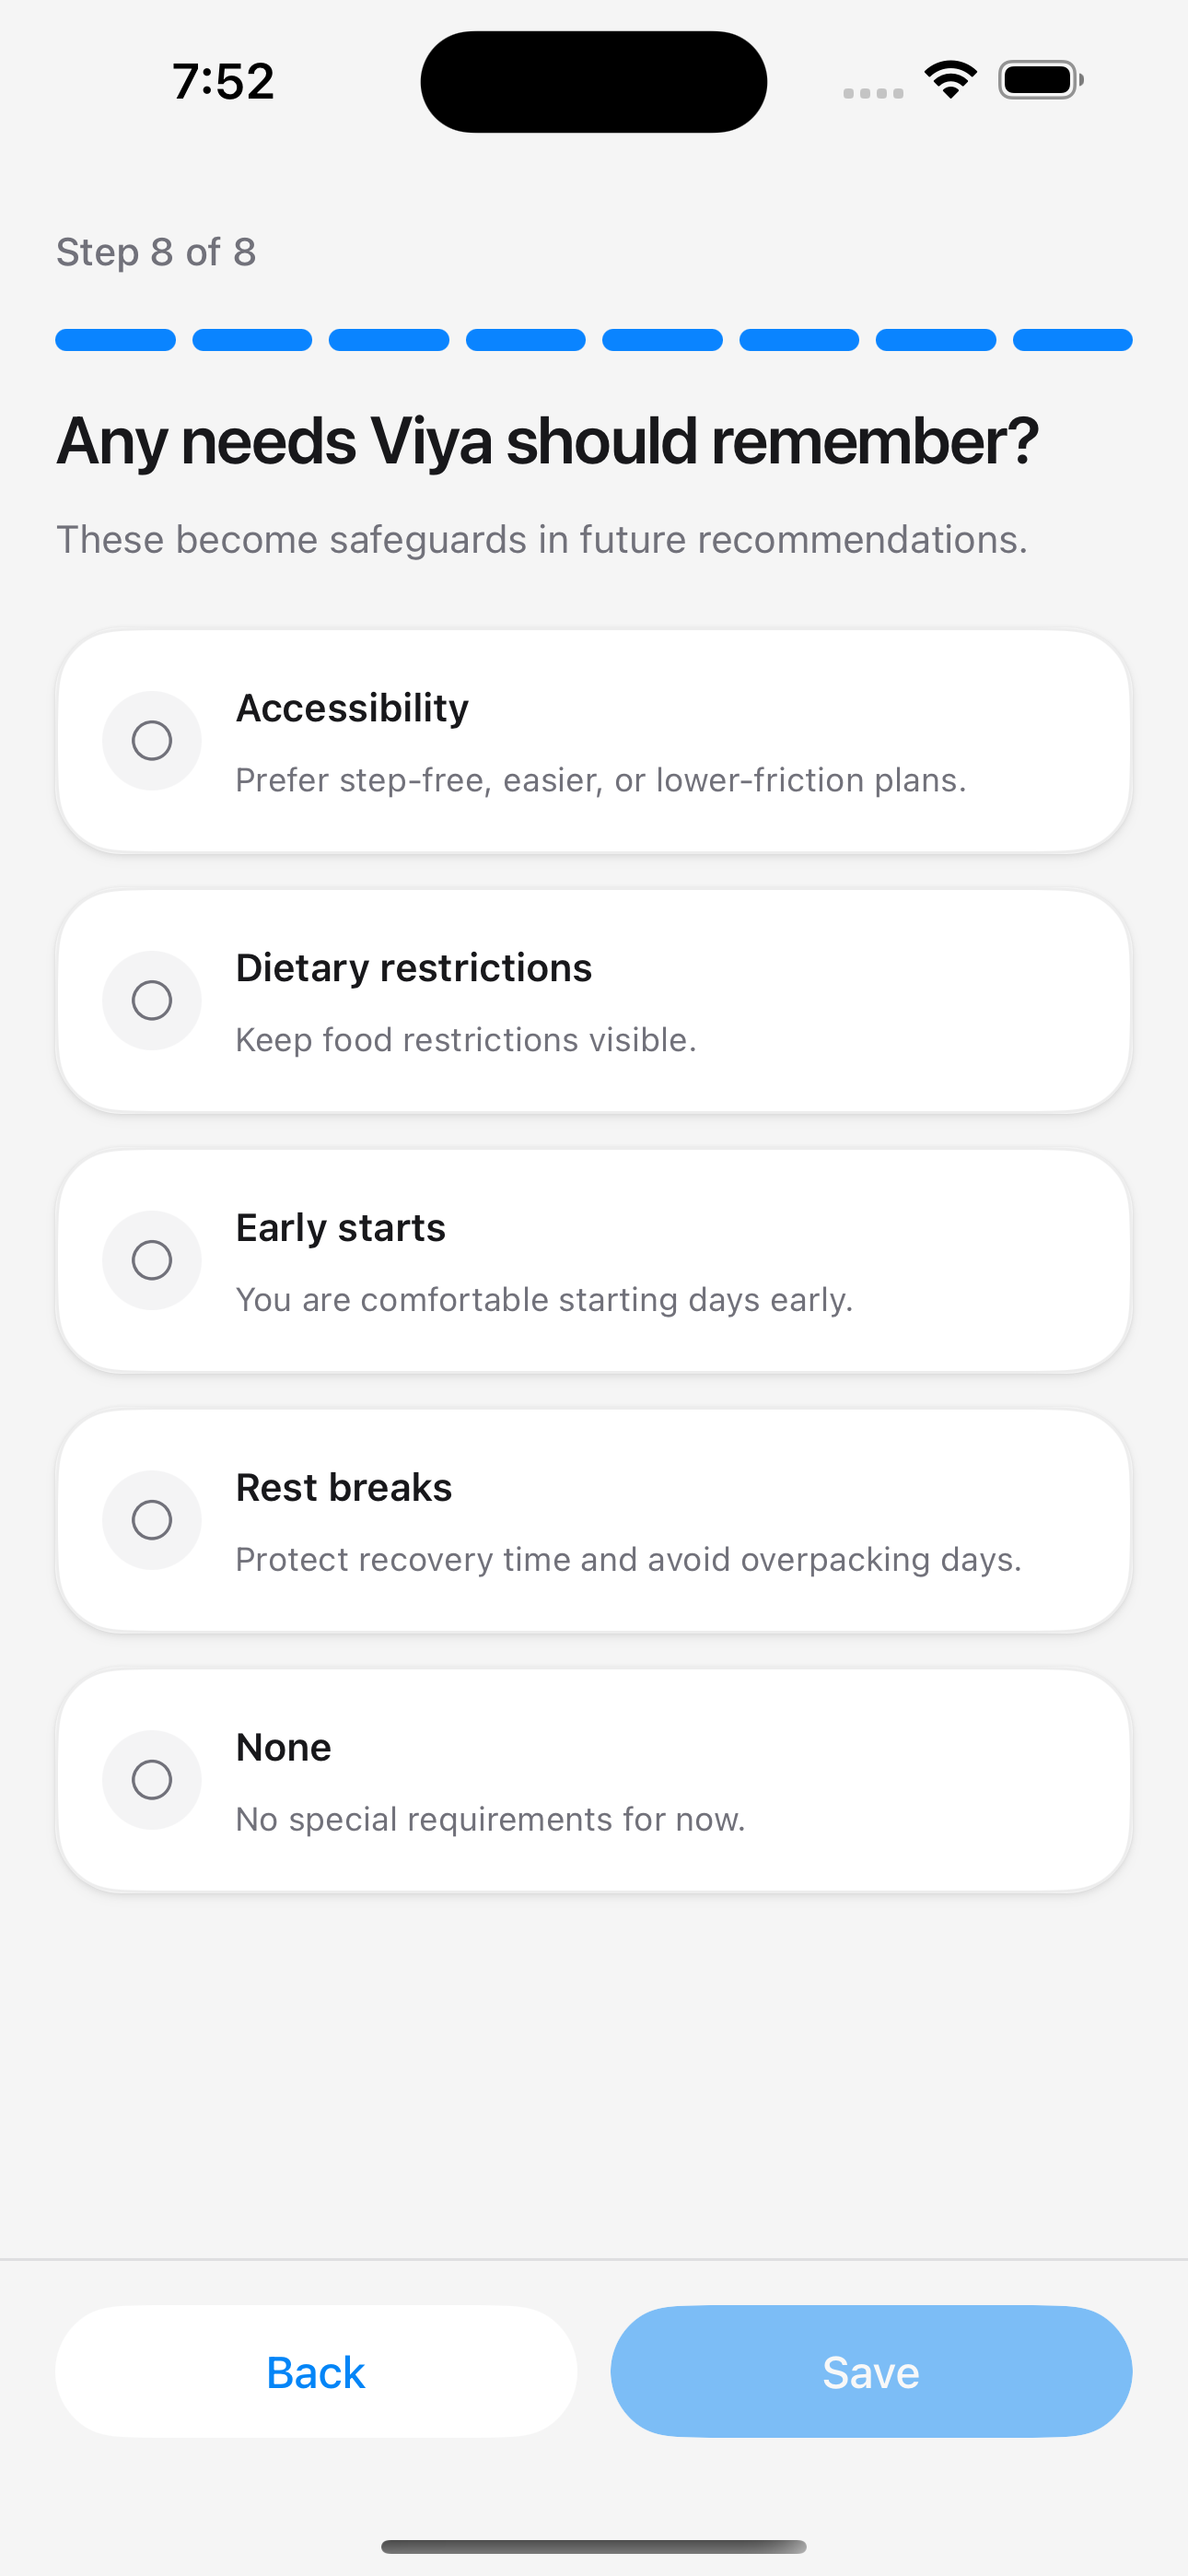 7:52
Step 8 of 8
Any needs Viya should remember?
These become safeguards in future recommendations.
Accessibility
Prefer step-free, easier, or lower-friction plans.
Dietary restrictions
Keep food restrictions visible.
Early starts
You are comfortable starting days early.
Rest breaks
Protect recovery time and avoid overpacking days.
None
No special requirements for now.
Back
Save